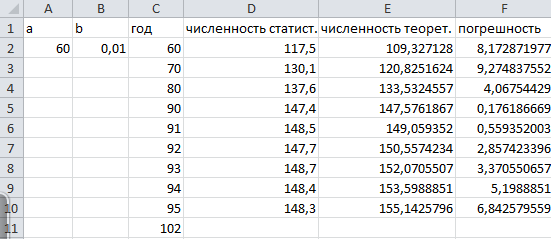 A B C D E F
1 a b год численность статист. численность теорет. погрешность
2 60 0,01 60 117,5 109,327128 8,172871977
3 70 130,1 120,8251624 9,274837552
4 80 137,6 133,5324557 4,06754429
5 90 147,4 147,5761867 0,176186669
6 91 148,5 149,059352 0,559352003
7 92 147,7 150,5574234 2,857423396
8 93 148,7 152,0705507 3,370550657
9 94 148,4 153,5988851 5,1988851
10 95 148,3 155,1425796 6,842579559
11 102